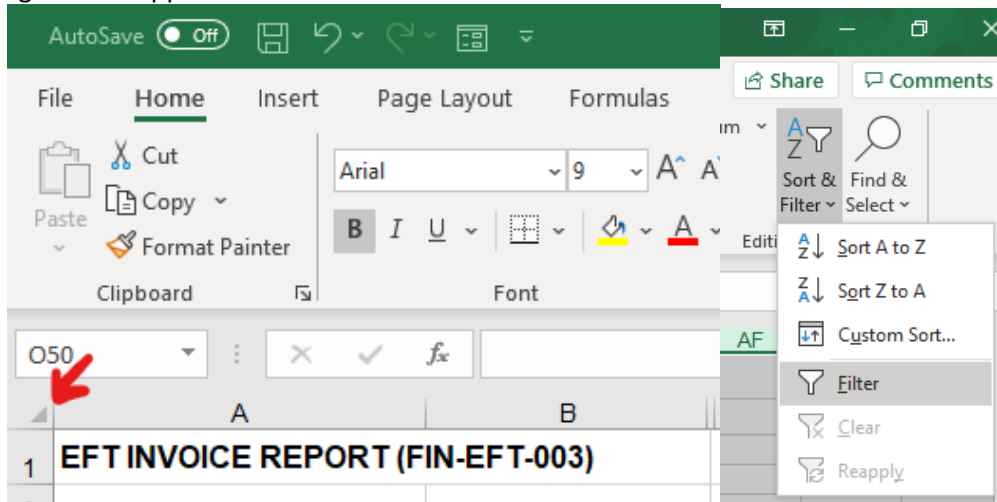 AutoSave Off
File Home Insert Page Layout Formulas
Cut
Copy
Paste
Format Painter
Clipboard
Arial 9 A A
B I U A
Font
O50 fx
A B
1 EFT INVOICE REPORT (FIN-EFT-003)
Share Comments
Sort &
Filter
Find &
Select
Sort A to Z
Sort Z to A
Custom Sort...
Filter
Clear
Reapply
AF